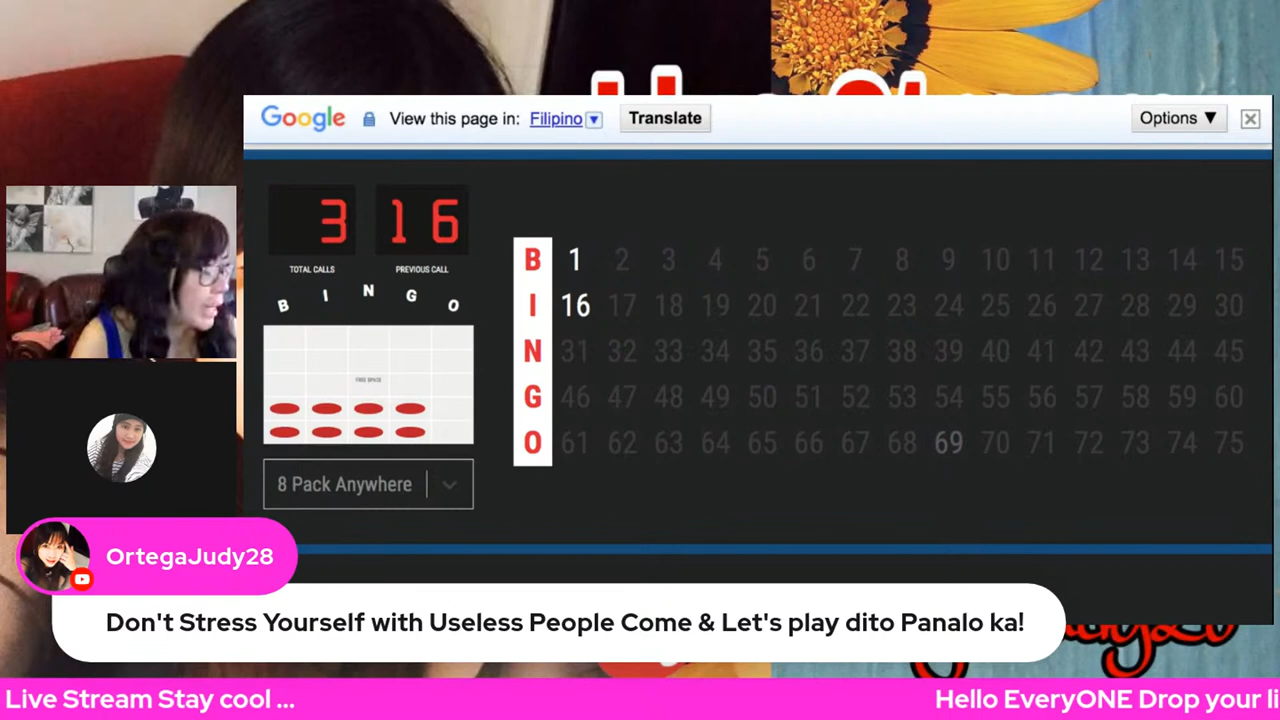 Google View this page in: Filipino Translate Options ▼
3 16
TOTAL CALLS PREVIOUS CALL
B I N G O
FREE SPACE
8 Pack Anywhere
B 1 2 3 4 5 6 7 8 9 10 11 12 13 14 15
I 16 17 18 19 20 21 22 23 24 25 26 27 28 29 30
N 31 32 33 34 35 36 37 38 39 40 41 42 43 44 45
G 46 47 48 49 50 51 52 53 54 55 56 57 58 59 60
O 61 62 63 64 65 66 67 68 69 70 71 72 73 74 75
OrtegaJudy28
Don't Stress Yourself with Useless People Come & Let's play dito Panalo ka!
Live Stream Stay cool ... Hello EveryONE Drop your li